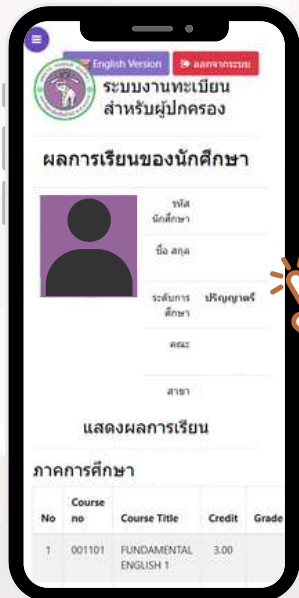 English Version
ออกจากระบบ
ระบบงานทะเบียน
สำหรับผู้ปกครอง
ผลการเรียนของนักศึกษา
รหัส
นักศึกษา
ชื่อ สกุล
ระดับการ
ศึกษา
ปริญญาตรี
คณะ
สาขา
แสดงผลการเรียน
ภาคการศึกษา
No Course no Course Title Credit Grade
1 001101 FUNDAMENTAL ENGLISH 1 3.00